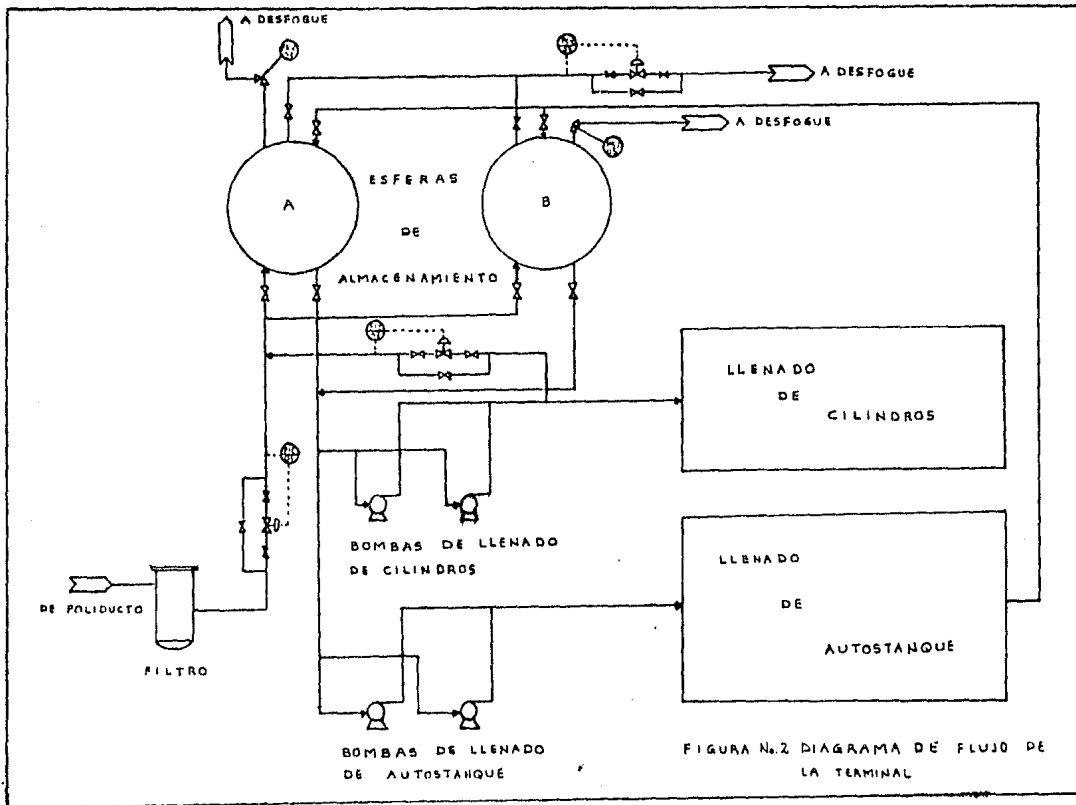 A DESFOGUE
A DESFOGUE
A DESFOGUE
A
ESFERAS
DE
ALMACENAMIENTO
B
LLENADO
DE
CILINDROS
BOMBAS DE LLENADO
DE CILINDROS
DE POLIDUCTO
FILTRO
LLENADO
DE
AUTOSTANQUE
BOMBAS DE LLENADO
DE AUTOSTANQUE
FIGURA No.2 DIAGRAMA DE FLUJO DE
LA TERMINAL